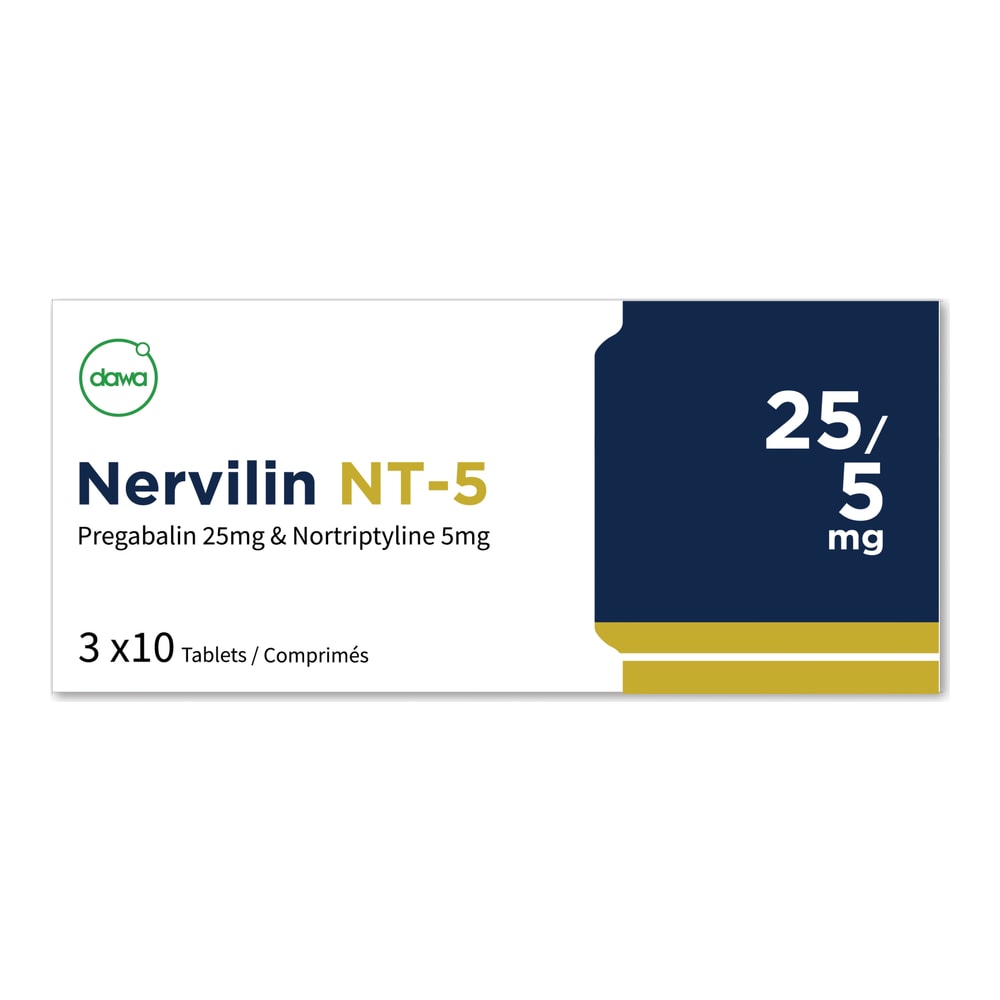 dawa
Nervilin NT-5
Pregabalin 25mg & Nortriptyline 5mg
3 x10 Tablets / Comprimés
25/
5
mg